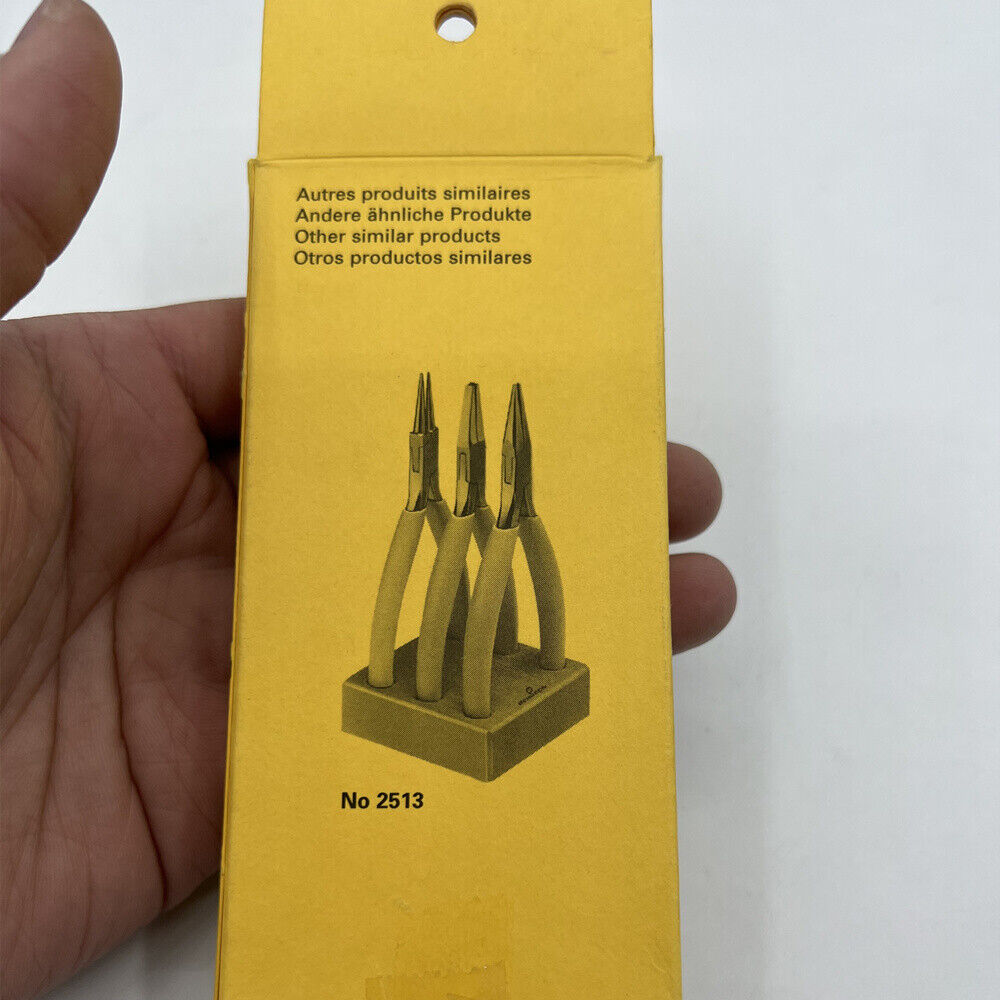 Autres produits similaires
Andere ähnliche Produkte
Other similar products
Otros productos similares
No 2513